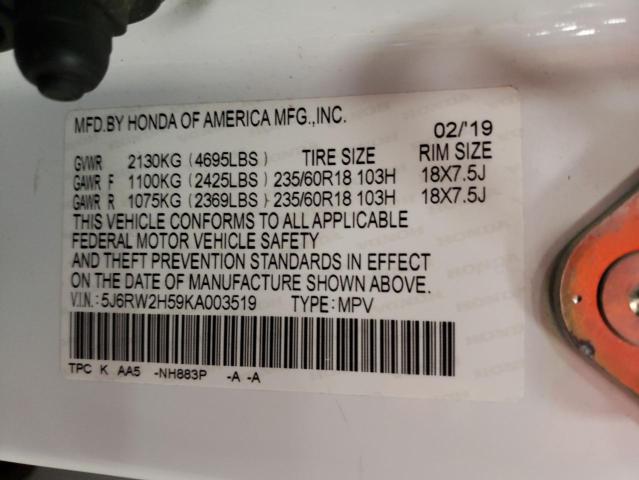 MFD.BY HONDA OF AMERICA MFG.,INC.
02/'19
GVWR 2130KG (4695LBS) TIRE SIZE RIM SIZE
GAWR F 1100KG (2425LBS) 235/60R18 103H 18X7.5J
GAWR R 1075KG (2369LBS) 235/60R18 103H 18X7.5J
THIS VEHICLE CONFORMS TO ALL APPLICABLE
FEDERAL MOTOR VEHICLE SAFETY
AND THEFT PREVENTION STANDARDS IN EFFECT
ON THE DATE OF MANUFACTURE SHOWN ABOVE.
V.I.N.: 5J6RW2H59KA003519 TYPE: MPV
TPC K AA5 -NH883P -A -A